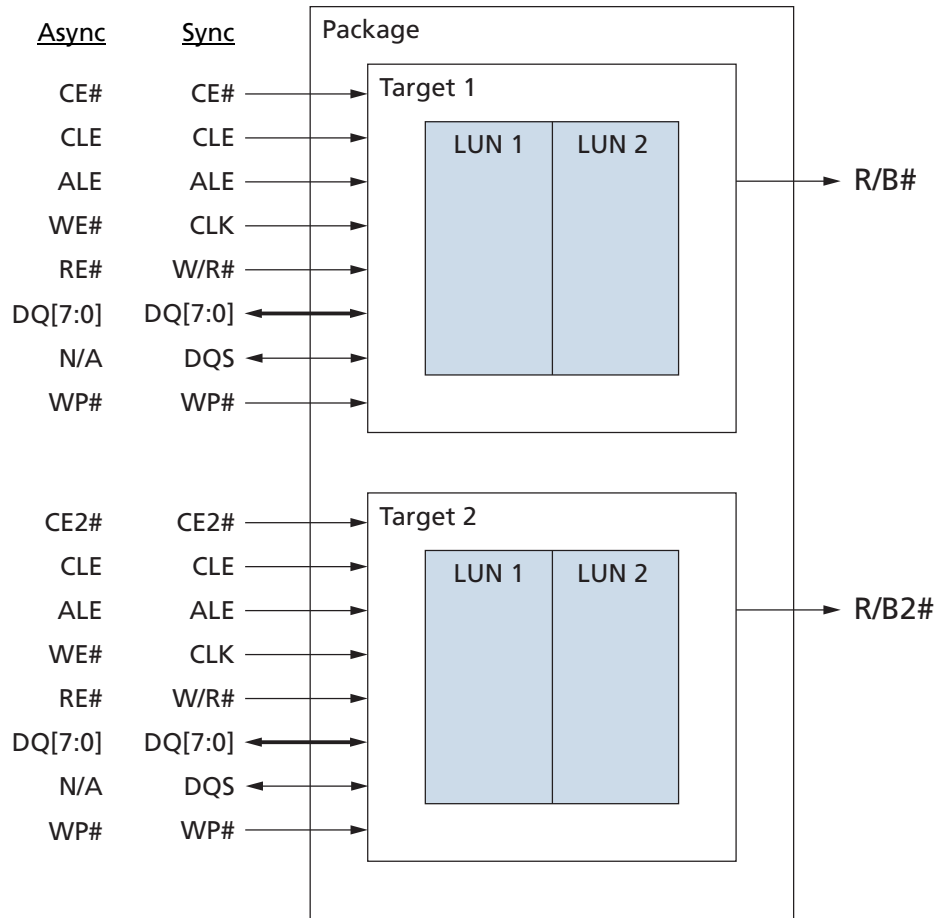 Async Sync Package
CE# CE# Target 1
CLE CLE LUN 1 LUN 2
ALE ALE R/B#
WE# CLK
RE# W/R#
DQ[7:0] DQ[7:0]
N/A DQS
WP# WP#
CE2# CE2# Target 2
CLE CLE LUN 1 LUN 2
ALE ALE R/B2#
WE# CLK
RE# W/R#
DQ[7:0] DQ[7:0]
N/A DQS
WP# WP#